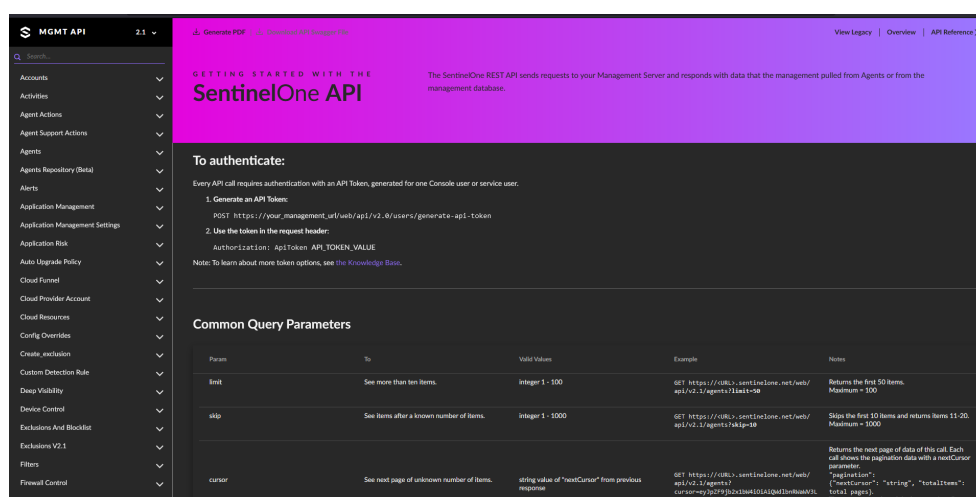 MGMT API
2.1
Generate PDF
View Legacy
Overview
API Reference
Search...
Accounts
Activities
Agent Actions
Agent Support Actions
Agents
Agents Repository (Beta)
Alerts
Application Management
Application Management Settings
Application Risk
Auto Upgrade Policy
Cloud Funnel
Cloud Provider Account
Cloud Resources
Config Overrides
Create_exclusion
Custom Detection Rule
Deep Visibility
Device Control
Exclusions And Blocklist
Exclusions V2.1
Filters
Firewall Control
GETTING STARTED WITH THE
SentinelOne API
The SentinelOne REST API sends requests to your Management Server and responds with data that the management pulled from Agents or from the
management database.
To authenticate:
Every API call requires authentication with an API Token, generated for one Console user or service user.
1. Generate an API Token:
POST https://your_management_url/web/api/v2.0/users/generate-api-token
2. Use the token in the request header:
Authorization: ApiToken API_TOKEN_VALUE
Note: To learn about more token options, see the Knowledge Base.
Common Query Parameters
Param
To
Valid Values
Example
Notes
limit
See more than ten items.
integer 1 - 100
GET https://<URL>.sentinelone.net/web/
api/v2.1/agents?limit=50
Returns the first 50 items.
Maximum = 100
skip
See items after a known number of items.
integer 1 - 1000
GET https://<URL>.sentinelone.net/web/
api/v2.1/agents?skip=10
Skips the first 10 items and returns items 11-20.
Maximum = 1000
cursor
See next page of unknown number of items.
string value of "nextCursor" from previous
response
GET https://<URL>.sentinelone.net/web/
api/v2.1/agents?
Returns the next page of data of this call. Each
call shows the pagination data with a nextCursor
parameter.
"pagination":
{"nextCursor": "string", "totalItems":
total pages}.